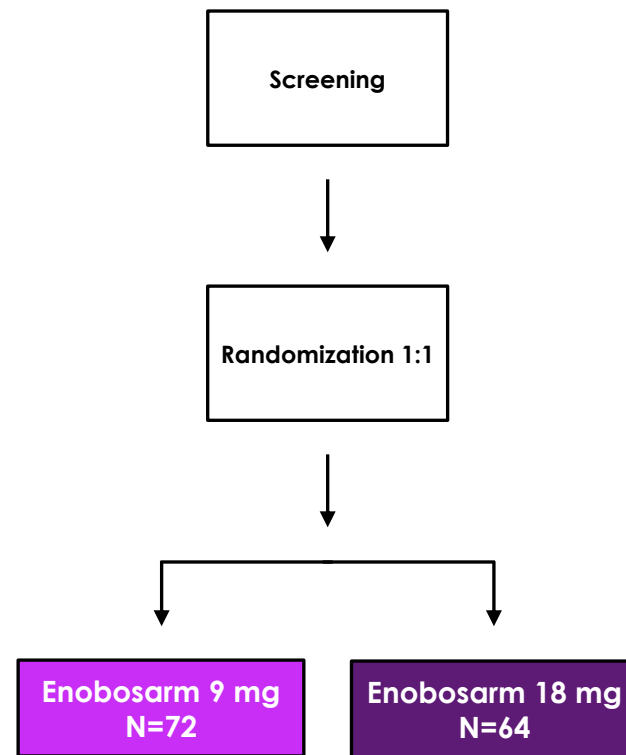 Screening
Randomization 1:1
Enobosarm 9 mg
N=72
Enobosarm 18 mg
N=64